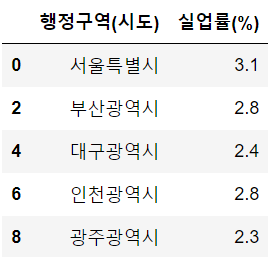 행정구역(시도) 실업률(%)
0 서울특별시 3.1
2 부산광역시 2.8
4 대구광역시 2.4
6 인천광역시 2.8
8 광주광역시 2.3